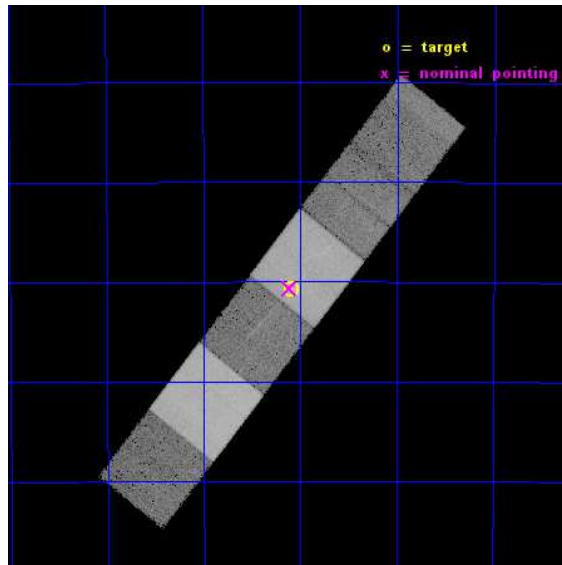 o = target
x = nominal pointing